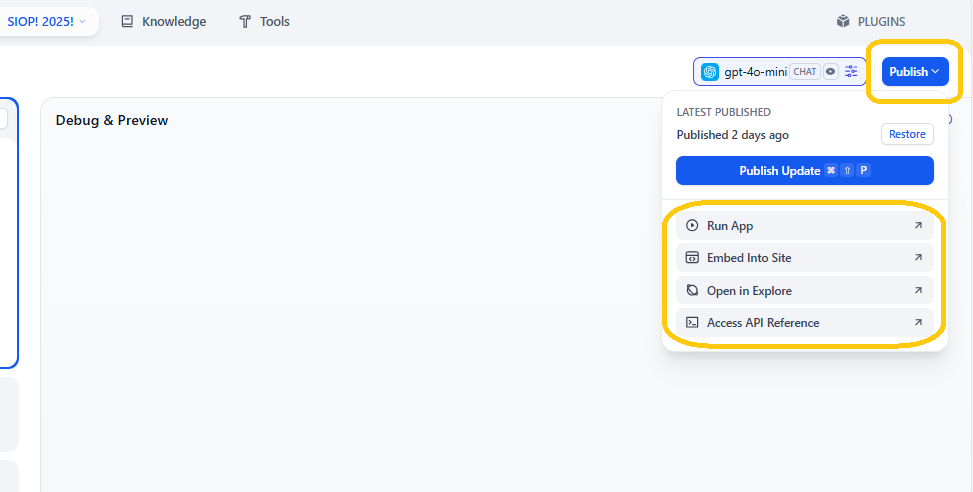 SIOP! 2025!
Knowledge
Tools
PLUGINS
gpt-4o-mini CHAT
Publish
Debug & Preview
LATEST PUBLISHED
Published 2 days ago
Restore
Publish Update ⌘ ⇧ P
Run App
Embed Into Site
Open in Explore
Access API Reference